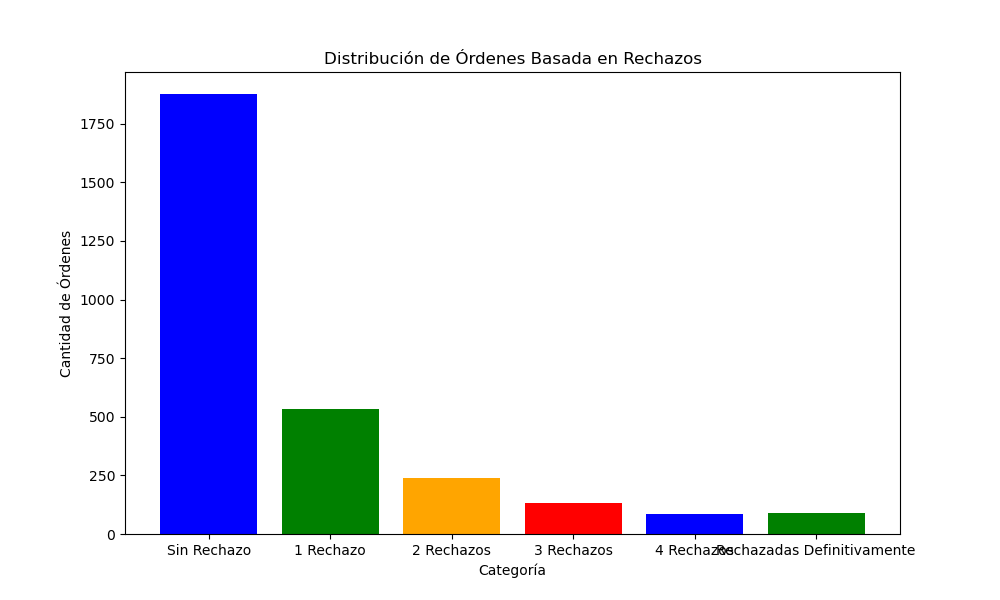 Distribución de Órdenes Basada en Rechazos
Cantidad de Órdenes
1750
1500
1250
1000
750
500
250
0
Sin Rechazo
1 Rechazo
2 Rechazos
3 Rechazos
4 Rechazos
Rechazadas Definitivamente
Categoría